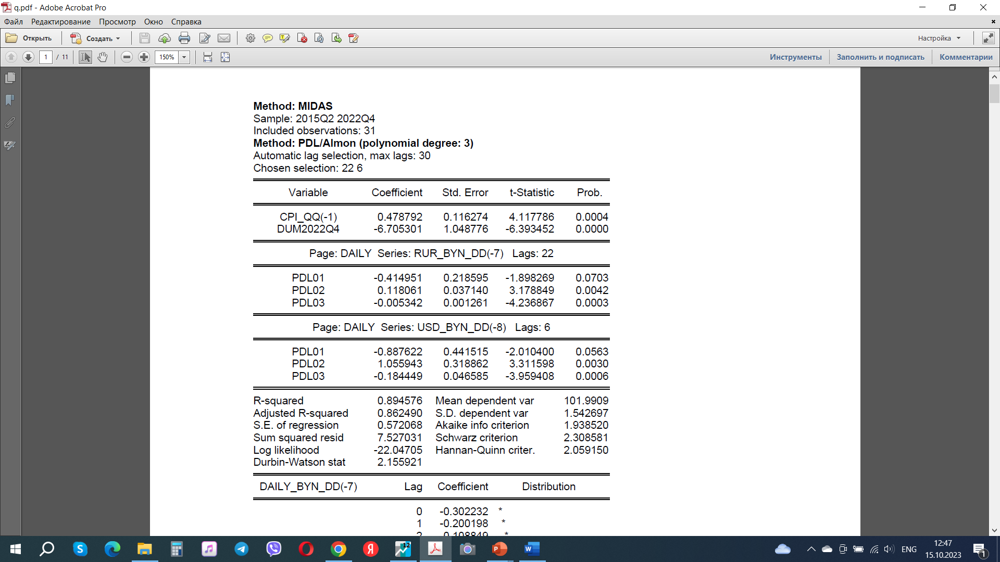 q.pdf - Adobe Acrobat Pro
Файл Редактирование Просмотр Окно Справка
Открыть Создать Настройка
1 / 11 150% Инструменты Заполнить и подписать Комментарии
Method: MIDAS
Sample: 2015Q2 2022Q4
Included observations: 31
Method: PDL/Almon (polynomial degree: 3)
Automatic lag selection, max lags: 30
Chosen selection: 22 6
Variable Coefficient Std. Error t-Statistic Prob.
CPI_QQ(-1) 0.478792 0.116274 4.117786 0.0004
DUM2022Q4 -6.705301 1.048776 -6.393452 0.0000
Page: DAILY Series: RUR_BYN_DD(-7) Lags: 22
PDL01 -0.414951 0.218595 -1.898269 0.0703
PDL02 0.118061 0.037140 3.178849 0.0042
PDL03 -0.005342 0.001261 -4.236867 0.0003
Page: DAILY Series: USD_BYN_DD(-8) Lags: 6
PDL01 -0.887622 0.441515 -2.010400 0.0563
PDL02 1.055943 0.318862 3.311598 0.0030
PDL03 -0.184449 0.046585 -3.959408 0.0006
R-squared 0.894576 Mean dependent var 101.9909
Adjusted R-squared 0.862490 S.D. dependent var 1.542697
S.E. of regression 0.572068 Akaike info criterion 1.938520
Sum squared resid 7.527031 Schwarz criterion 2.308581
Log likelihood -22.04705 Hannan-Quinn criter. 2.059150
Durbin-Watson stat 2.155921
DAILY_BYN_DD(-7) Lag Coefficient Distribution
0 -0.302232 *
1 -0.200198 *
2 -0.108849 *
12:47
ENG
15.10.2023
1